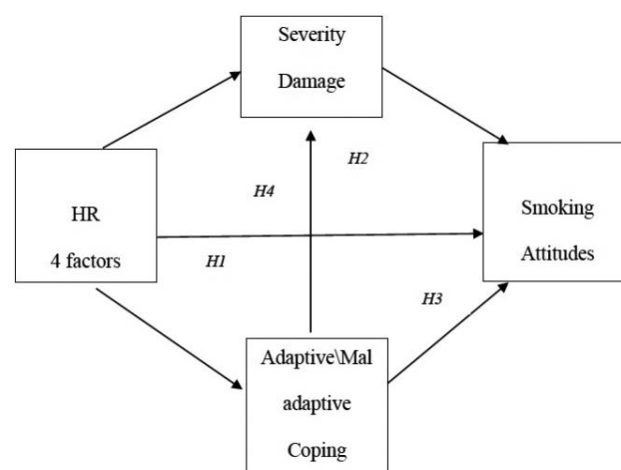 Severity
Damage
H2
H4
HR
4 factors
Smoking
Attitudes
H1
H3
Adaptive\Mal
adaptive
Coping